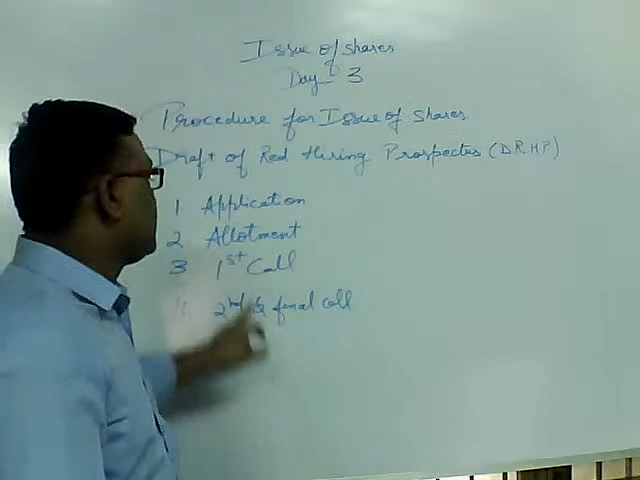 Issue of shares
Day 3
Procedure for Issue of Shares
Draft of Red Hiring Prospectus (DRHP)
1 Application
2 Allotment
3 1st Call
4 2nd & final call